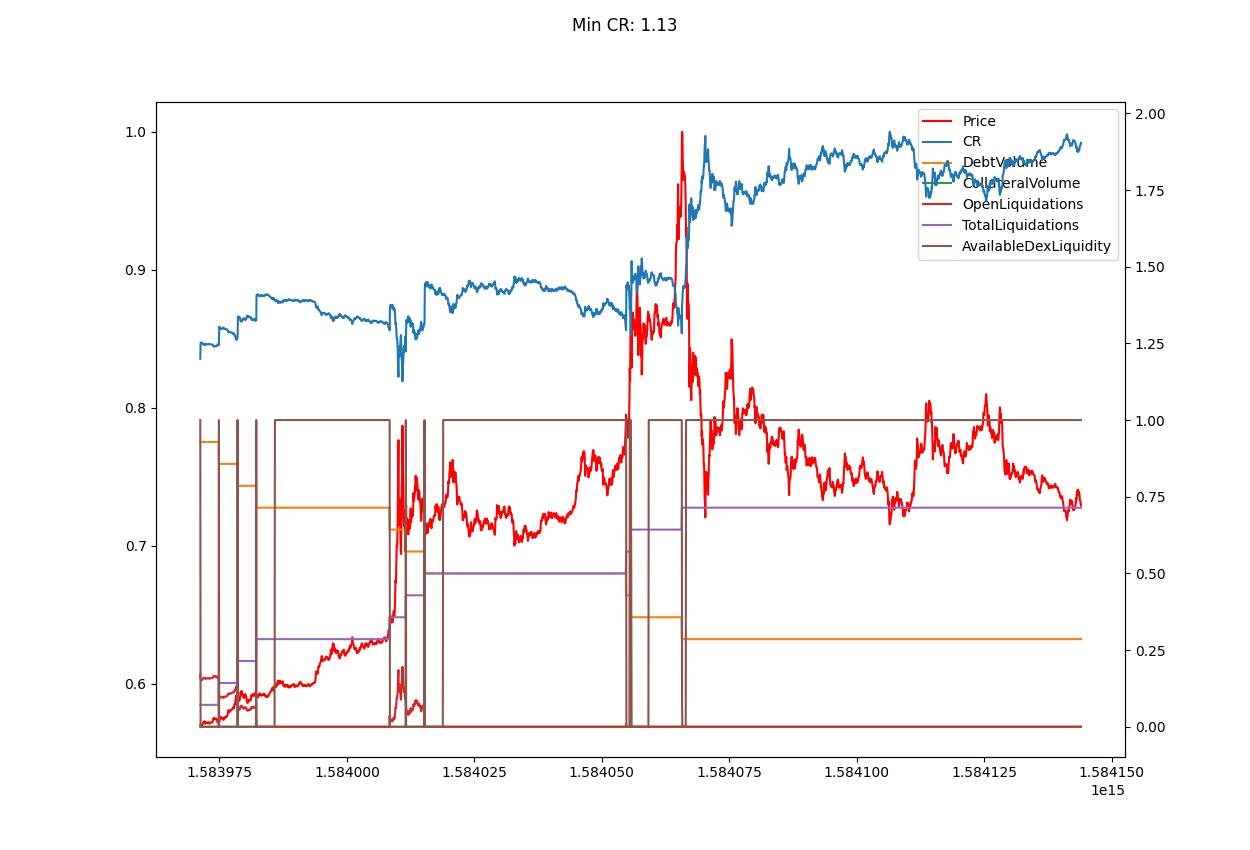 Min CR: 1.13
1.0
0.9
0.8
0.7
0.6
2.00
1.75
1.50
1.25
1.00
0.75
0.50
0.25
0.00
Price
CR
DebtVolume
CollateralVolume
OpenLiquidations
TotalLiquidations
AvailableDexLiquidity
1.583975 1.584000 1.584025 1.584050 1.584075 1.584100 1.584125 1.584150
1e15